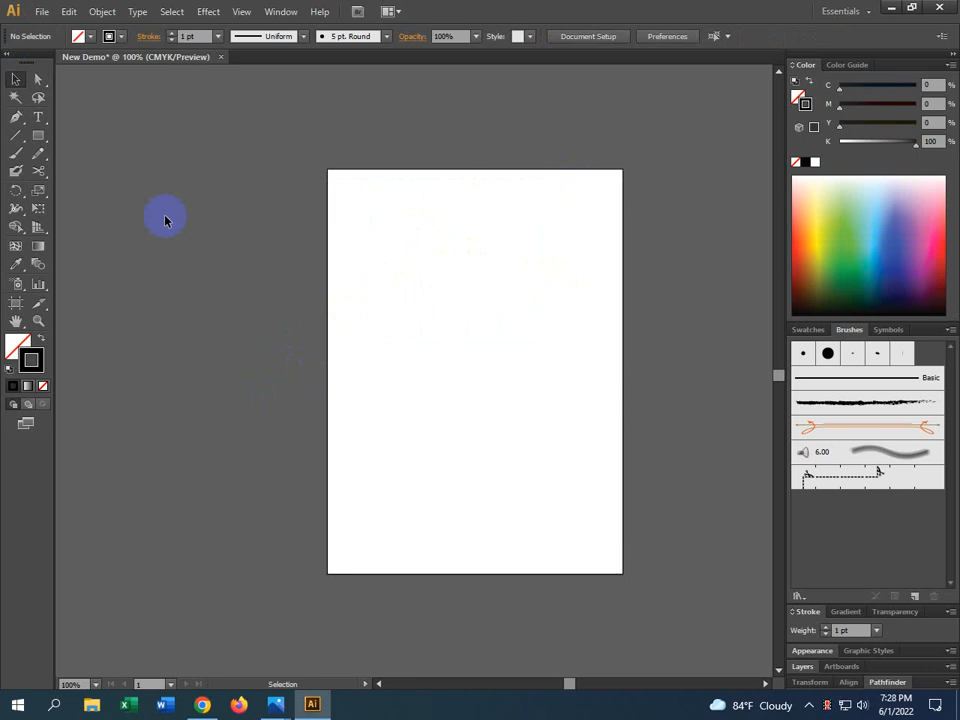 Ai File Edit Object Type Select Effect View Window Help Br Essentials
No Selection Stroke: 1 pt Uniform 5 pt. Round Opacity: 100% Style: Document Setup Preferences
New Demo* @ 100% (CMYK/Preview) ×
Color Color Guide
C 0 %
M 0 %
Y 0 %
K 100 %
Swatches Brushes Symbols
Basic
6.00
Stroke Gradient Transparency
Weight: 1 pt
Appearance Graphic Styles
Layers Artboards
Transform Align Pathfinder
100% 1 Selection
84°F Cloudy 7:28 PM
6/1/2022